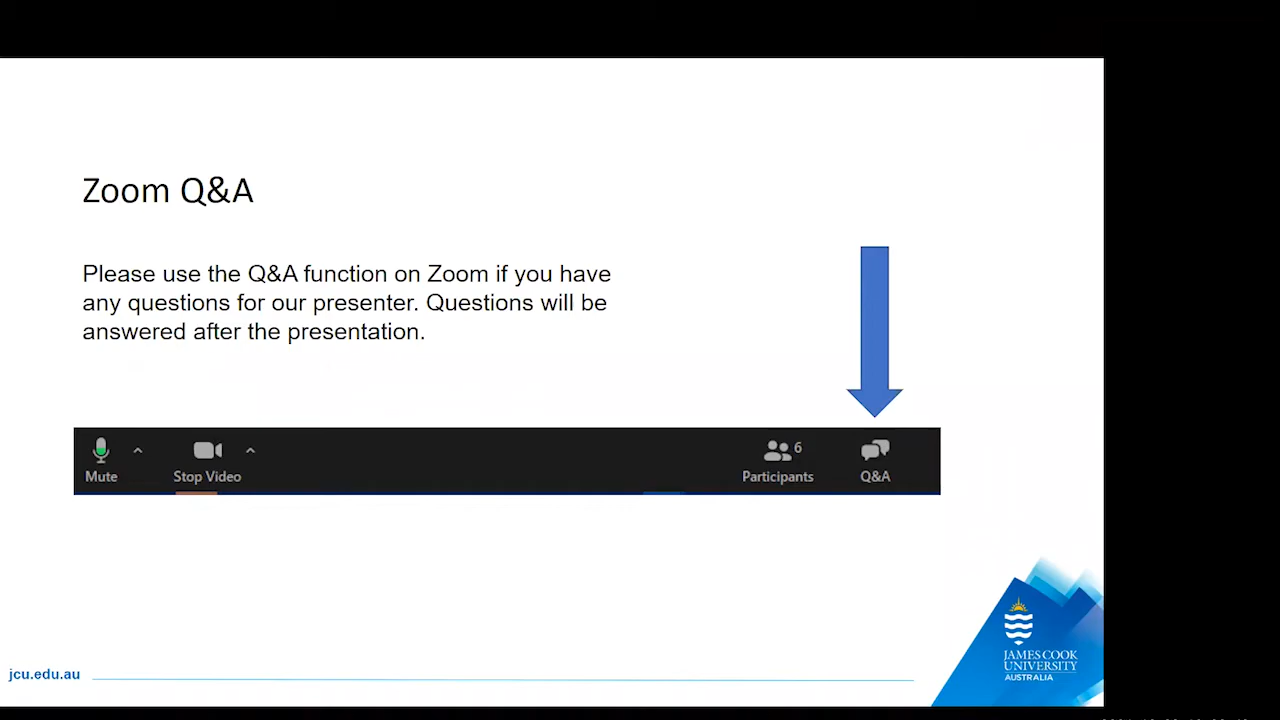 Zoom Q&A
Please use the Q&A function on Zoom if you have
any questions for our presenter. Questions will be
answered after the presentation.
Mute
Stop Video
6
Participants
Q&A
JAMES COOK
UNIVERSITY
AUSTRALIA
jcu.edu.au